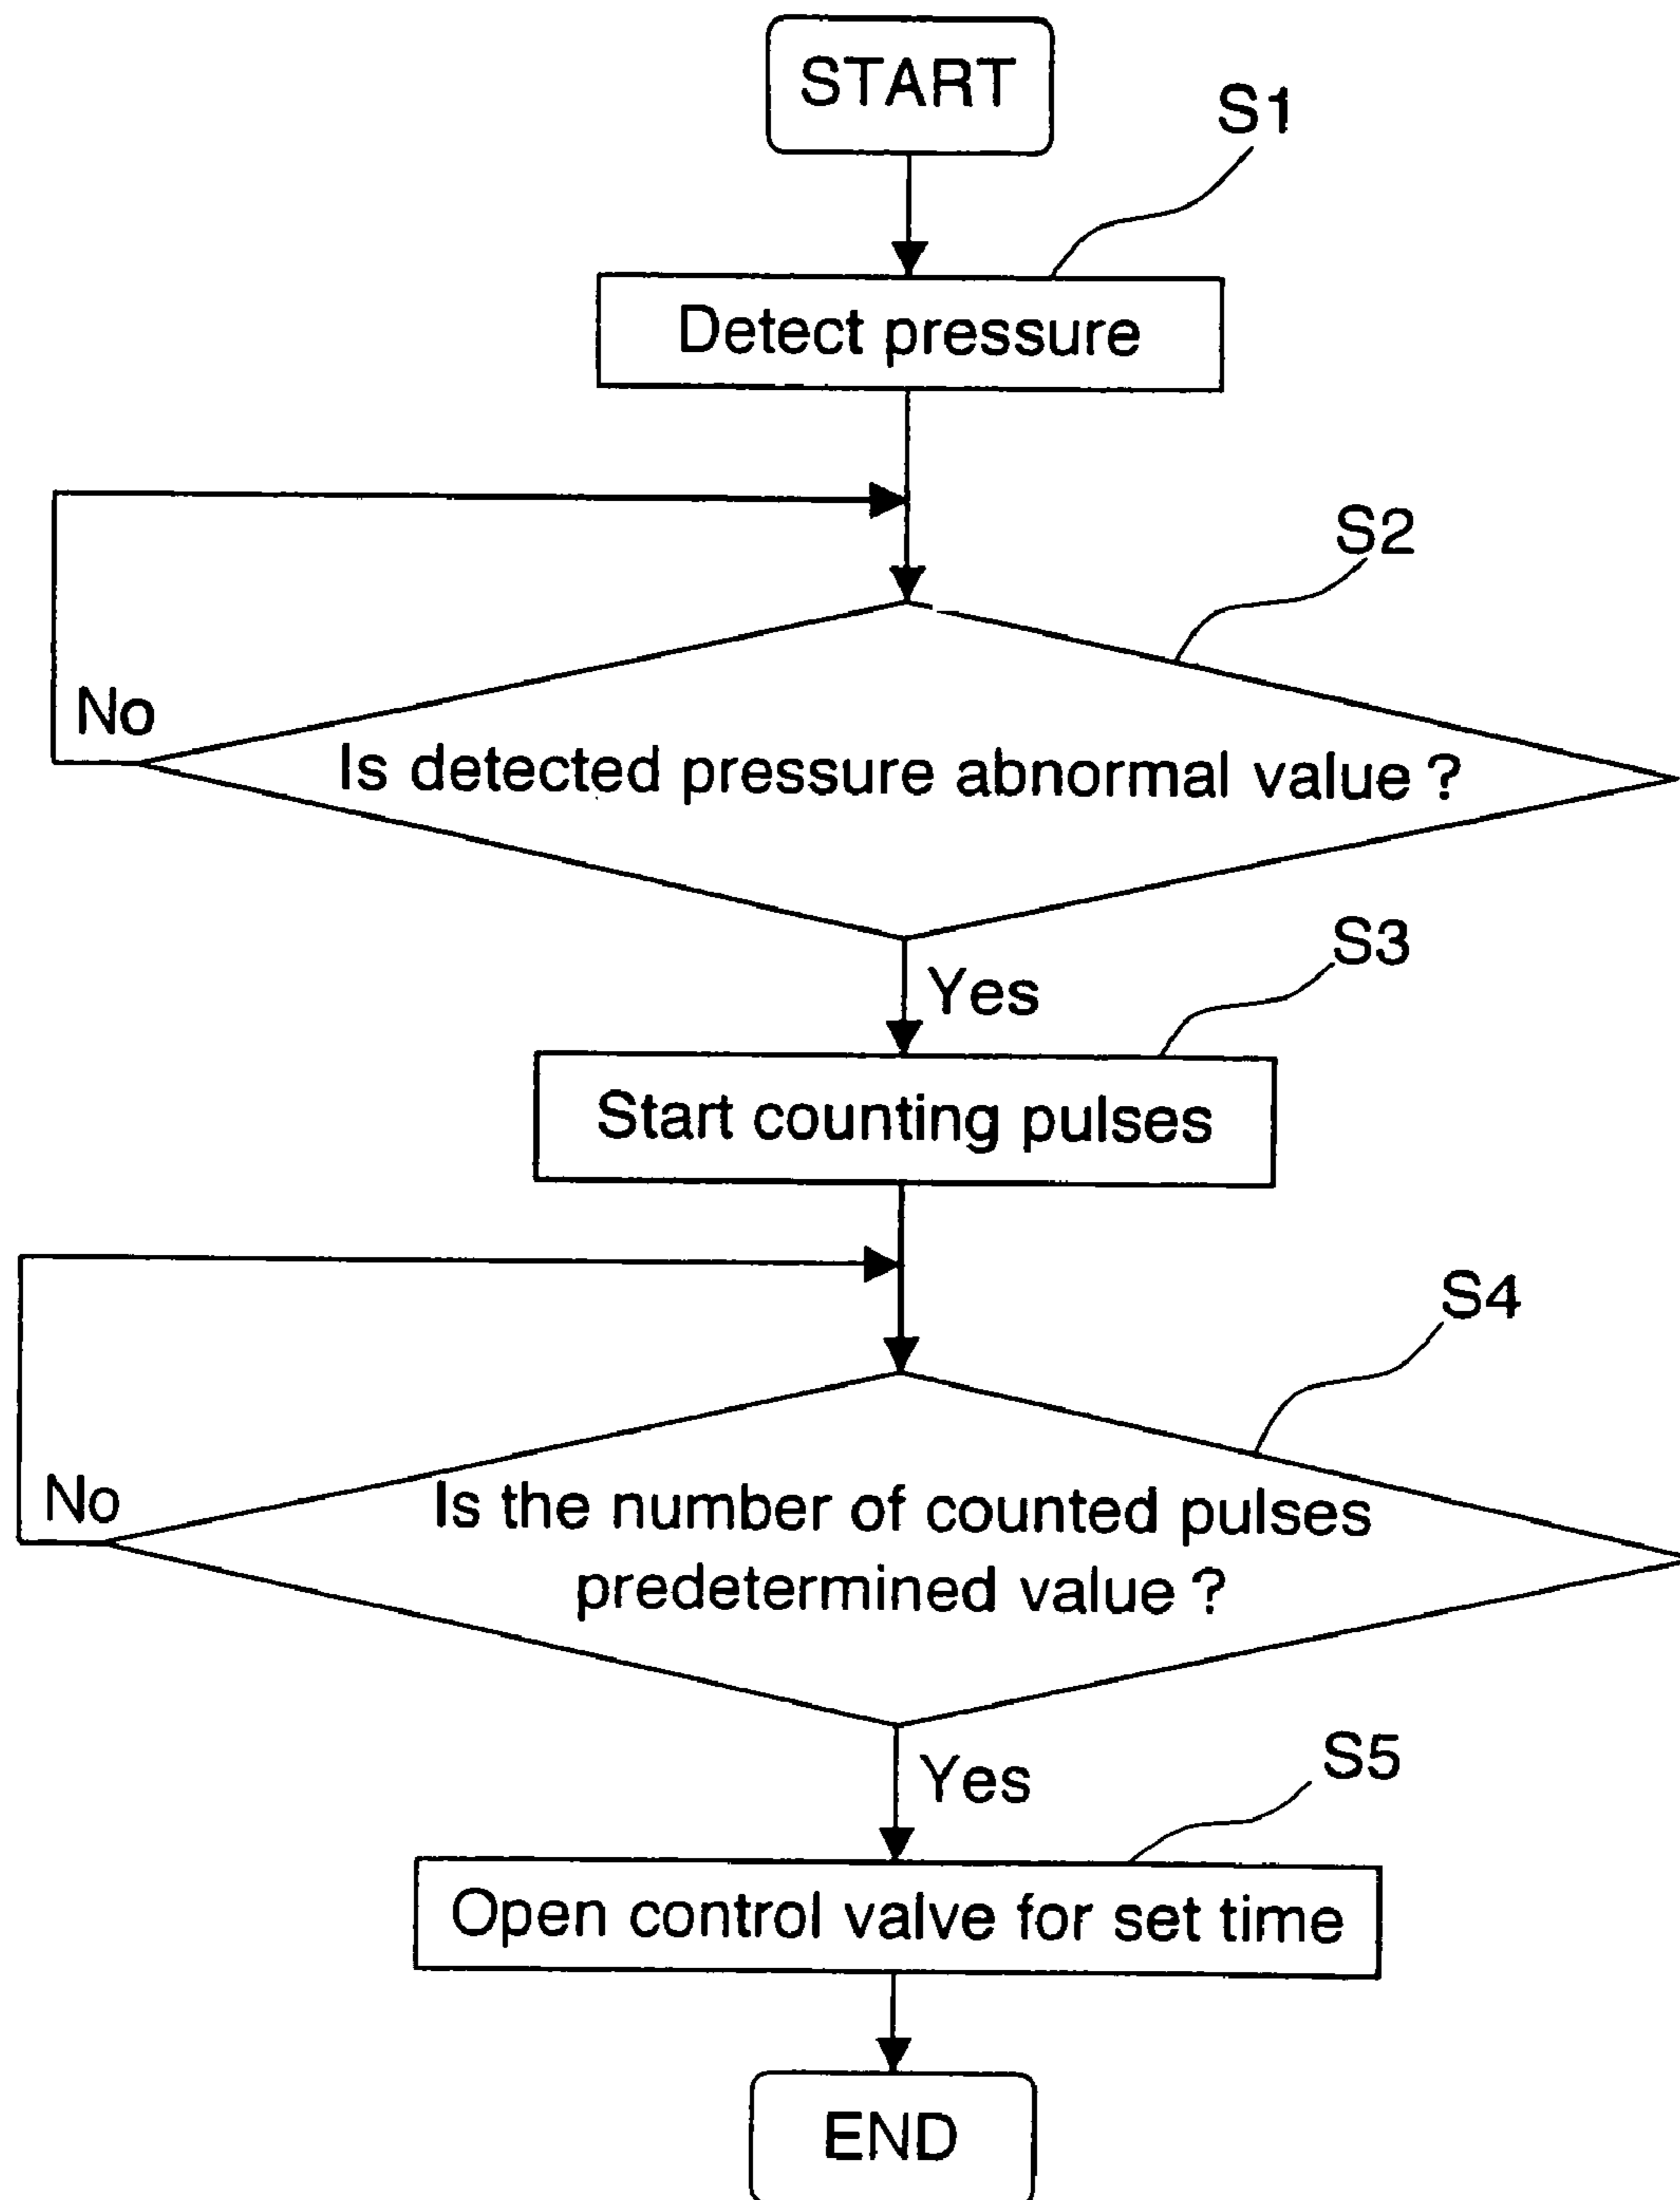 START
S1
Detect pressure
S2
No
Is detected pressure abnormal value ?
S3
Yes
Start counting pulses
S4
No
Is the number of counted pulses
predetermined value ?
Yes
S5
Open control valve for set time
END